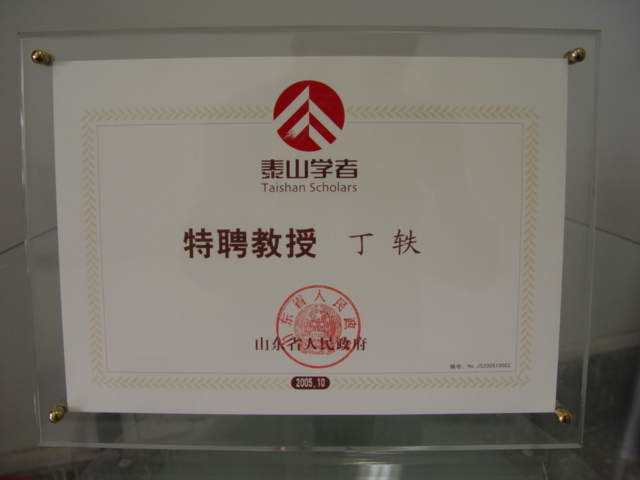 泰山学者
Taishan Scholars
特聘教授 丁轶
山东省人民政府
山东省人民政府
2005.10